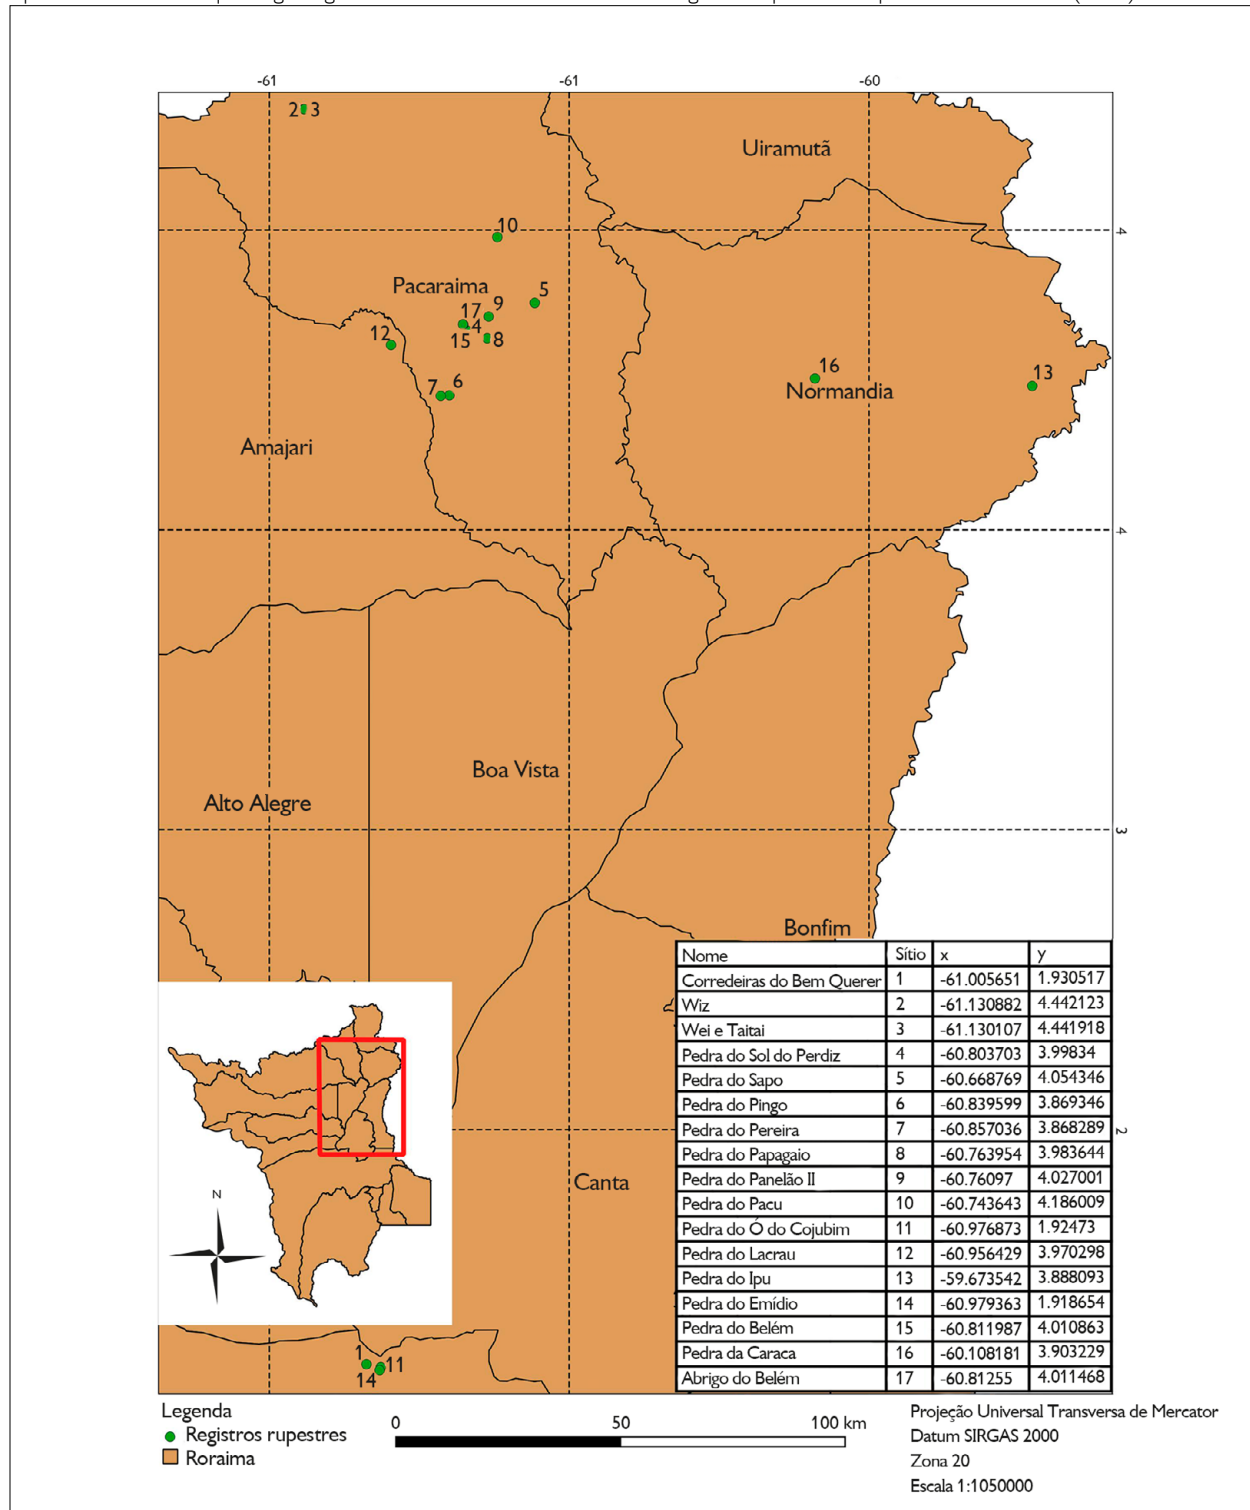 -61 -61 -60
2 3
Uiramutã
10
4
Pacaraima
5
17 9
4
12
15 8
16
13
7 6
Normandia
Amajari
4
Boa Vista
Alto Alegre
3
Bonfim
Nome Sítio x y
Corredeiras do Bem Querer 1 -61.005651 1.930517
Wiz 2 -61.130882 4.442123
Wei e Taitai 3 -61.130107 4.441918
Pedra do Sol do Perdiz 4 -60.803703 3.99834
Pedra do Sapo 5 -60.668769 4.054346
Pedra do Pingo 6 -60.839599 3.869346
Pedra do Pereira 7 -60.857036 3.868289
Pedra do Papagaio 8 -60.763954 3.983644
Pedra do Panelão II 9 -60.76097 4.027001
Pedra do Pacu 10 -60.743643 4.186009
Pedra do Ó do Cojubim 11 -60.976873 1.92473
Pedra do Lacrau 12 -60.956429 3.970298
Pedra do Ipu 13 -59.673542 3.888093
Pedra do Emídio 14 -60.979363 1.918654
Pedra do Belém 15 -60.811987 4.010863
Pedra da Caraca 16 -60.108181 3.903229
Abrigo do Belém 17 -60.81255 4.011468
2
Canta
N
1 11
14
Legenda
Registros rupestres
Roraima
0 50 100 km
Projeção Universal Transversa de Mercator
Datum SIRGAS 2000
Zona 20
Escala 1:1050000